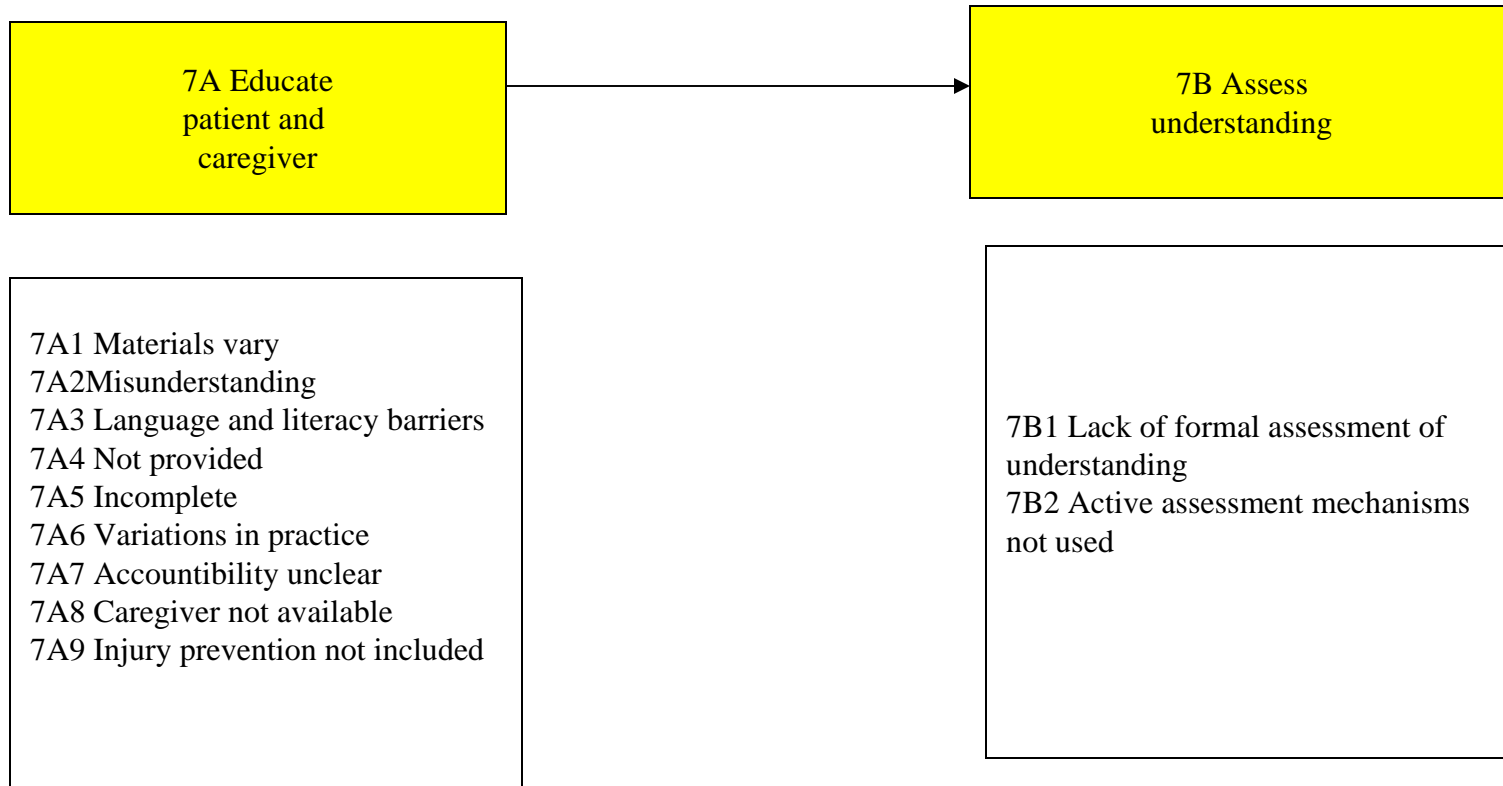 7A Educate
patient and
caregiver
7B Assess
understanding
7A1 Materials vary
7A2Misunderstanding
7A3 Language and literacy barriers
7A4 Not provided
7A5 Incomplete
7A6 Variations in practice
7A7 Accountibility unclear
7A8 Caregiver not available
7A9 Injury prevention not included
7B1 Lack of formal assessment of
understanding
7B2 Active assessment mechanisms
not used